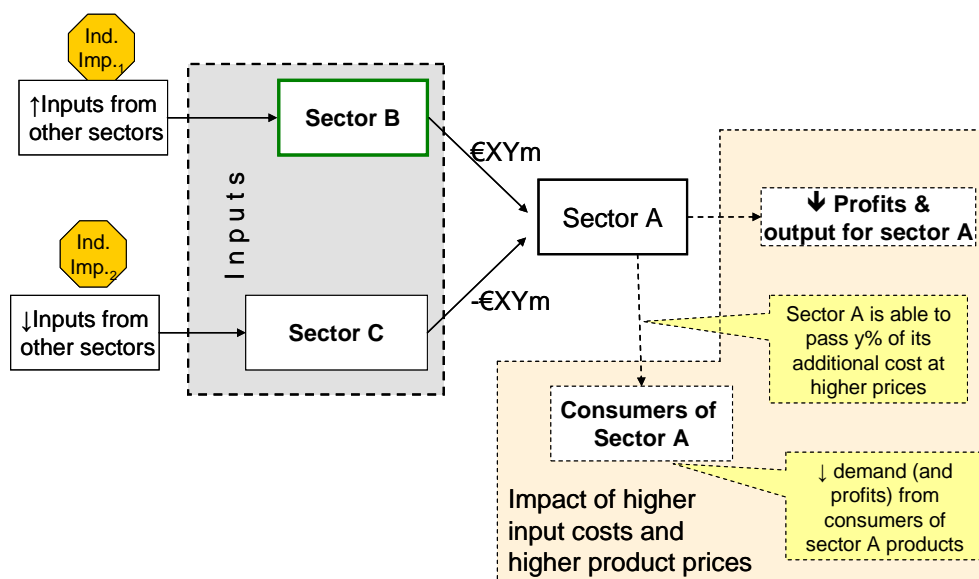 Ind.
Imp.1
↑Inputs from
other sectors
Sector B
€XYm
Inputs
Sector A
🡻 Profits &
output for sector A
Ind.
Imp.2
↓Inputs from
other sectors
Sector C
-€XYm
Sector A is able to
pass y% of its
additional cost at
higher prices
Consumers of
Sector A
Impact of higher
input costs and
higher product prices
↓ demand (and
profits) from
consumers of
sector A products